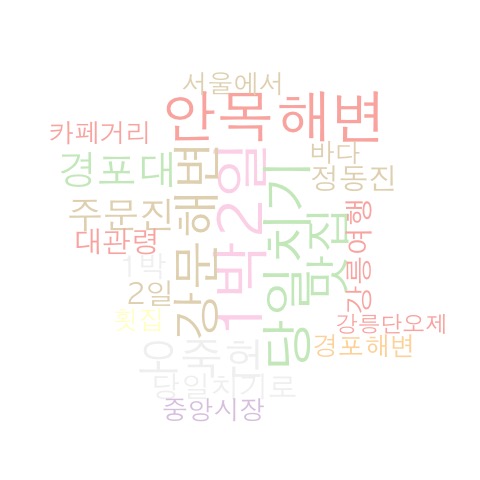 서울에서
안목해변
카페거리
바다
경포대
정동진
강문해변
1박2일
당일치기
맛집
강릉여행
주문진
대관령
1박
2일
횟집
강릉단오제
오죽헌
경포해변
당일치기로
중앙시장